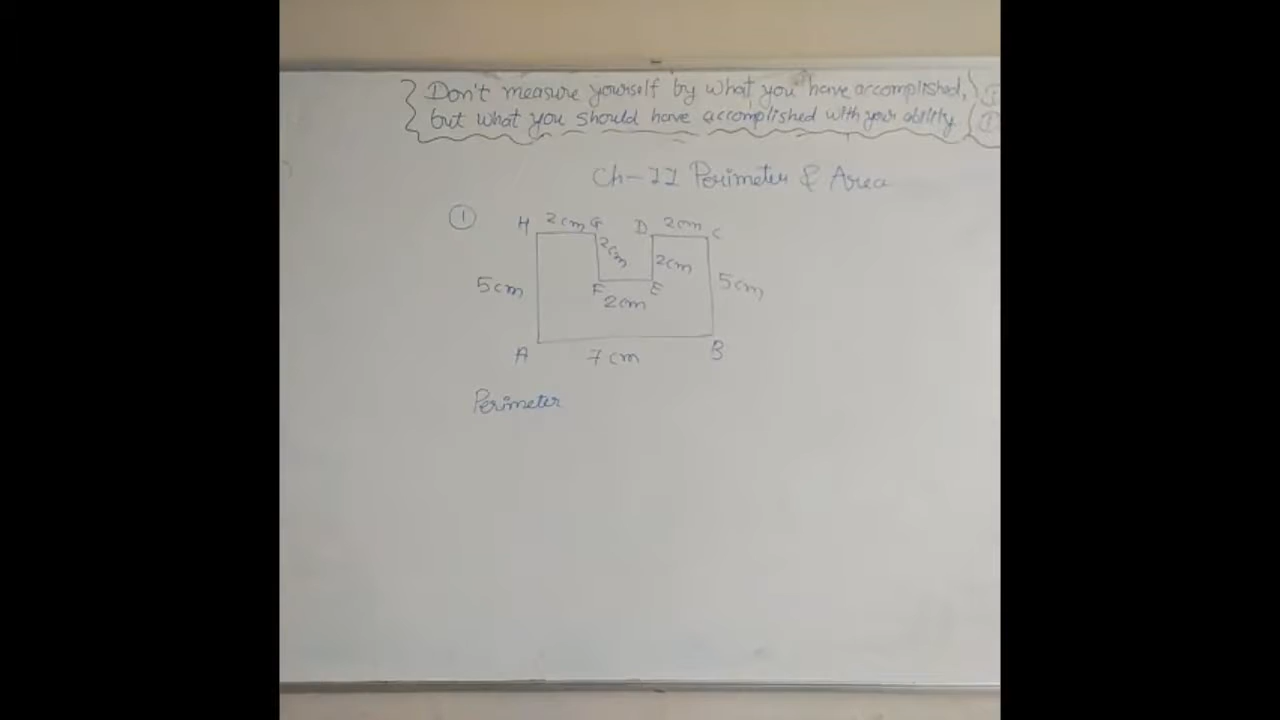 Don't measure yourself by what you have accomplished,
but what you should have accomplished with your ability
Ch-II Perimeter & Area
1
H 2cm G D 2cm C
2cm 2cm
5cm 5cm
F E
2cm
A 7cm B
Perimeter